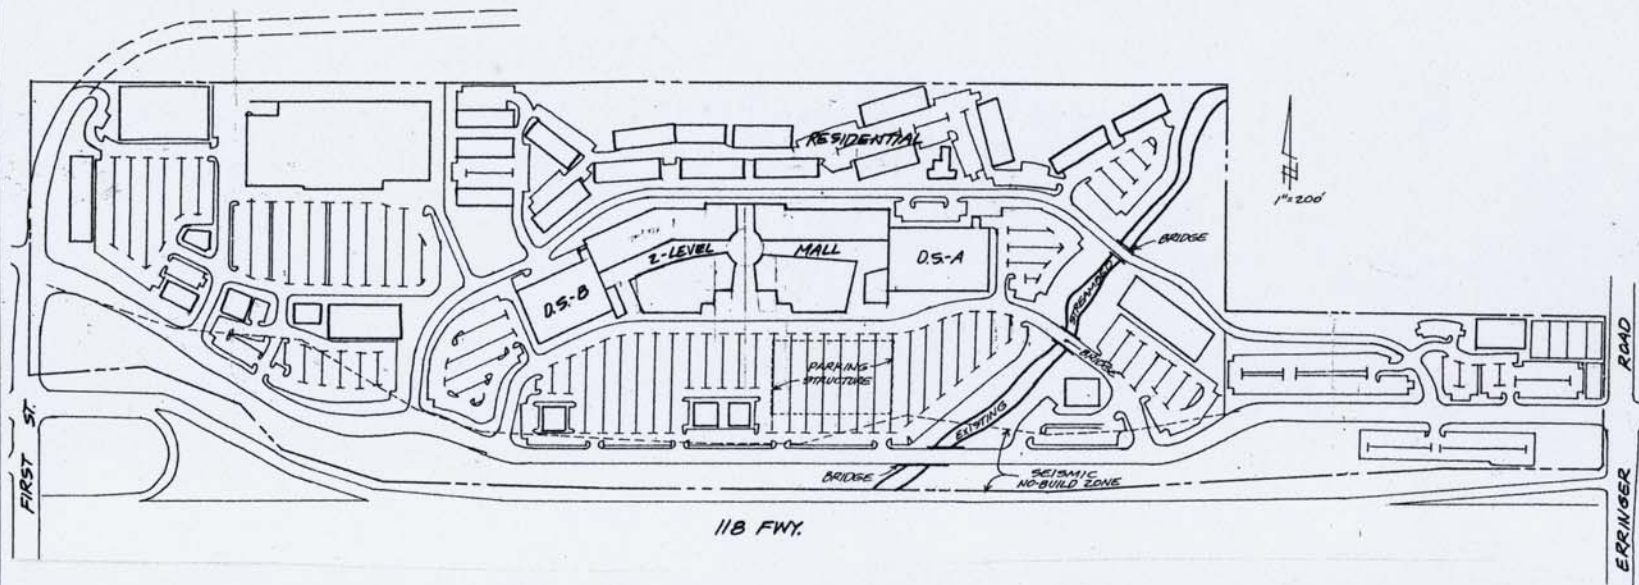 RESIDENTIAL
1"=200'
BRIDGE
2-LEVEL MALL
D.S.-A
D.S.-B
STREAMBED
BRIDGE
PARKING
STRUCTURE
EXISTING
BRIDGE
SEISMIC
NO-BUILD ZONE
FIRST ST.
118 FWY.
ERRINGER ROAD